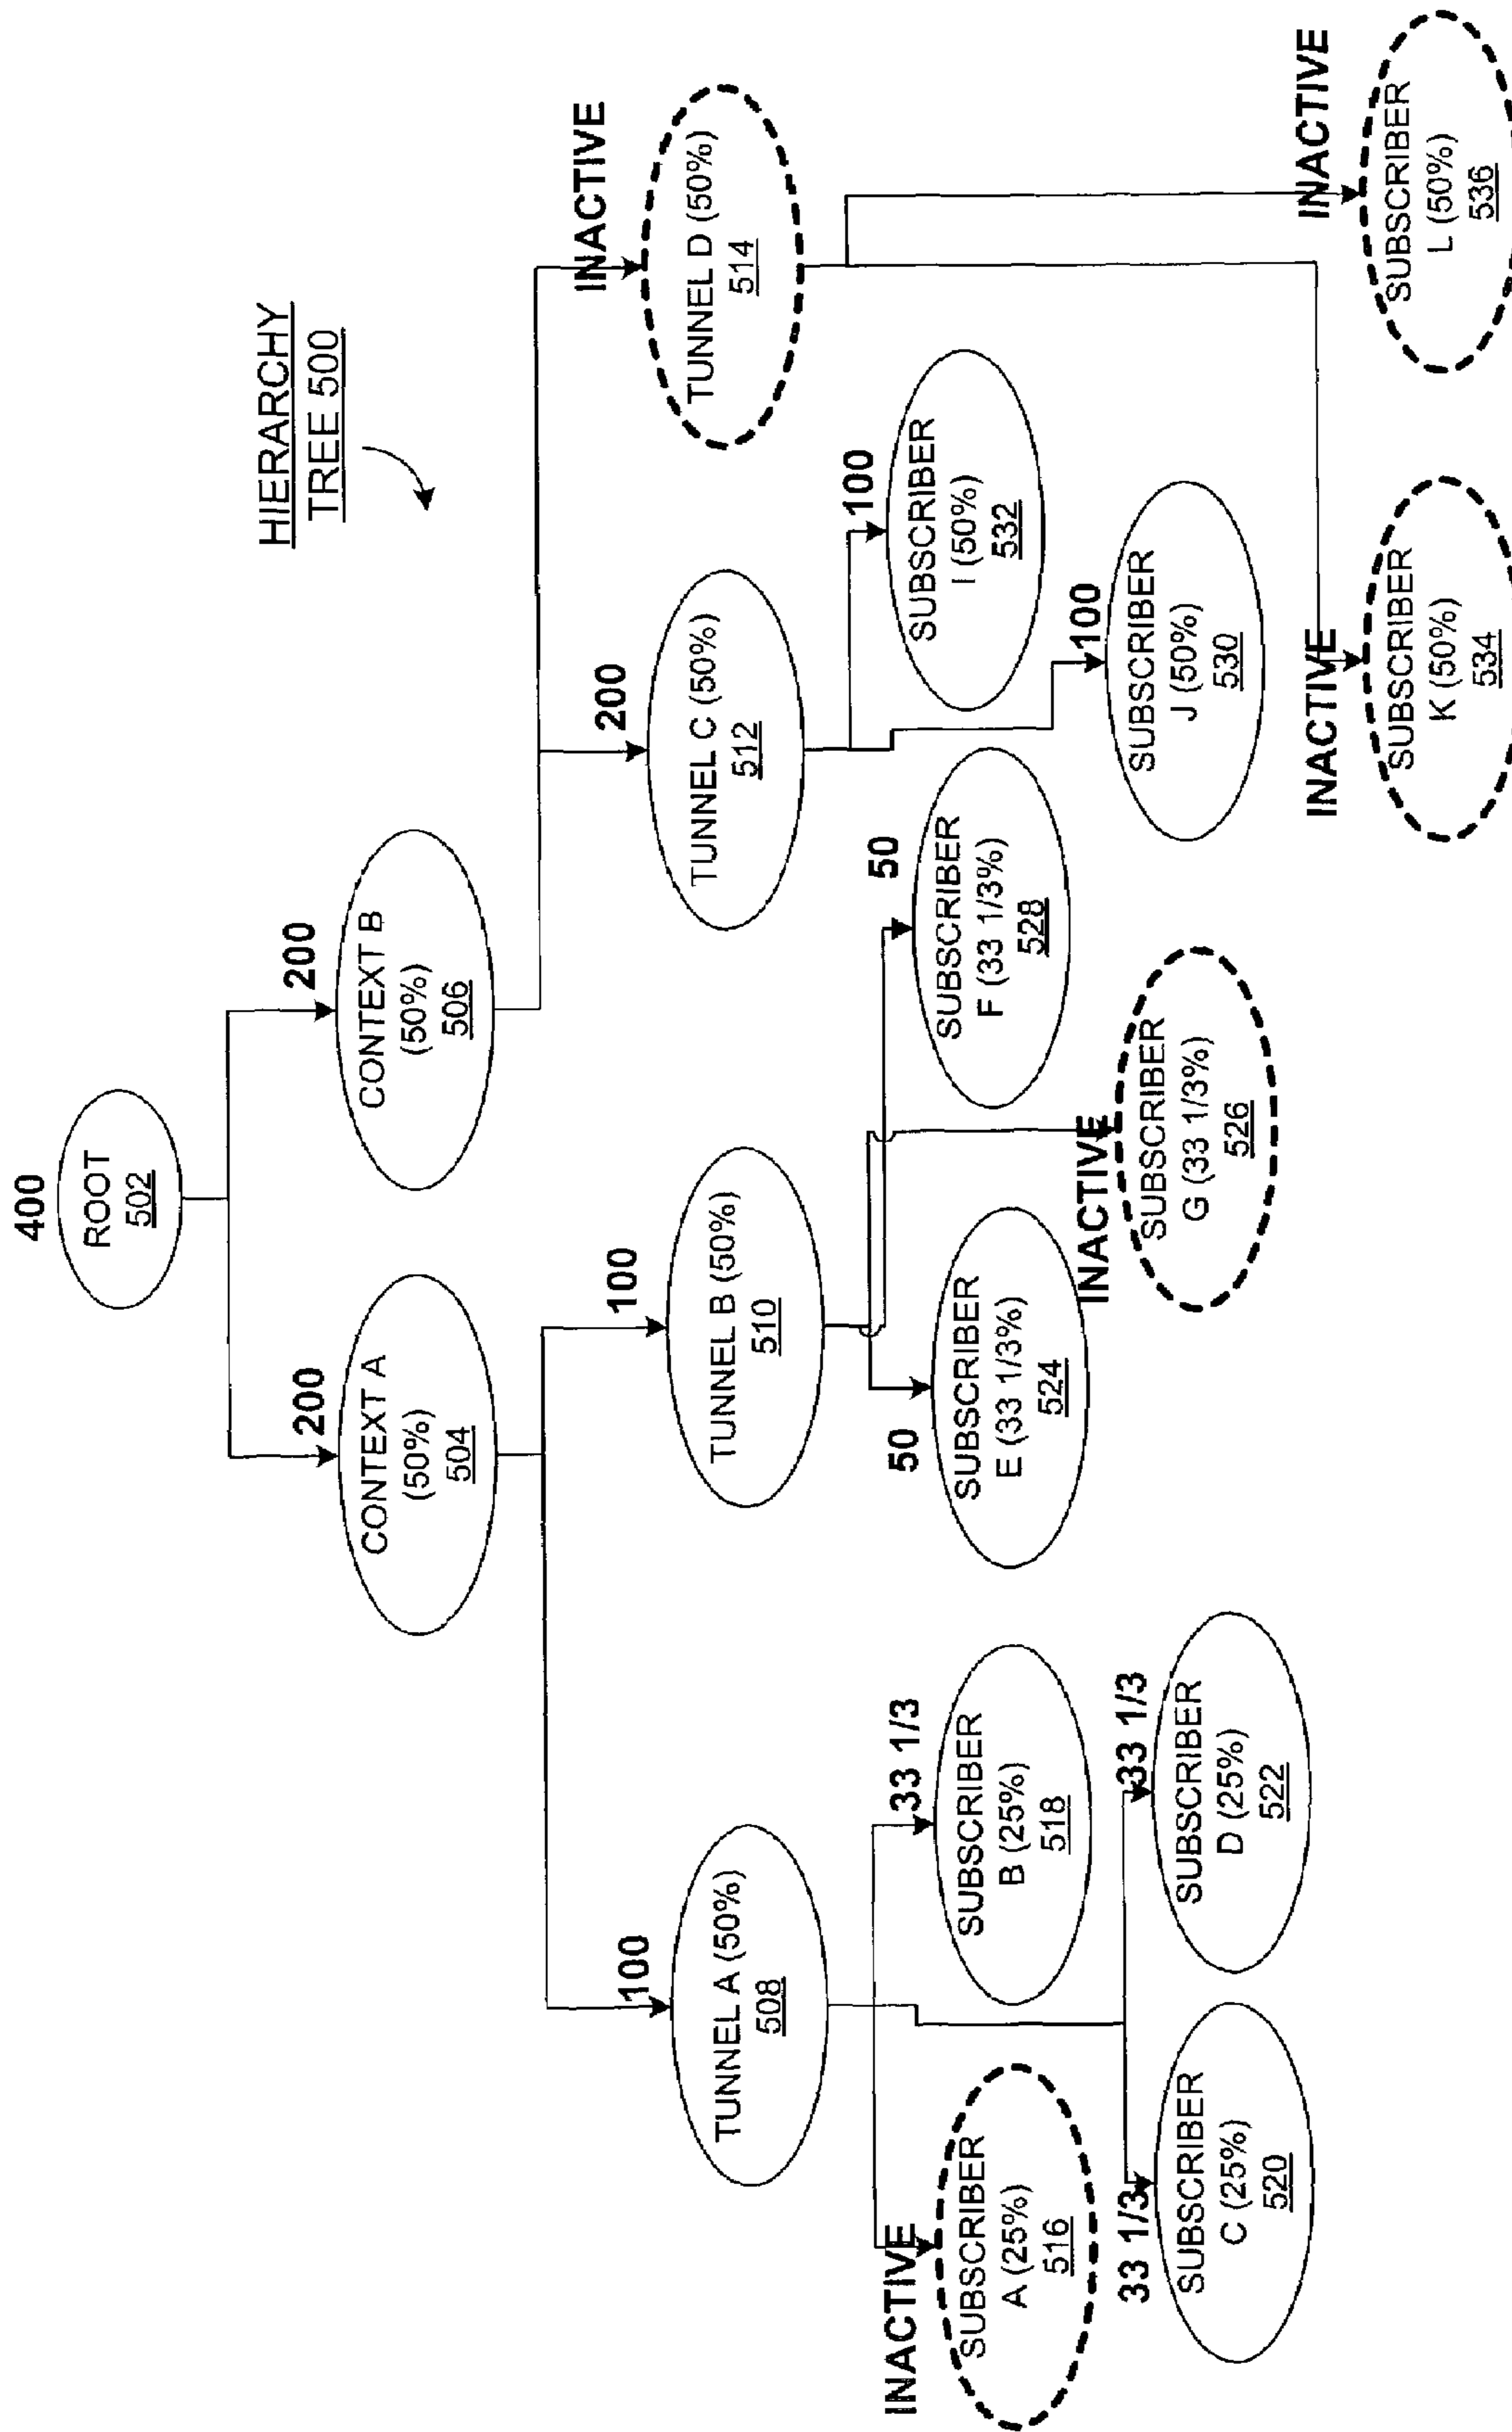 HIERARCHY
TREE 500
400
ROOT
502
200
CONTEXT A
(50%)
504
200
CONTEXT B
(50%)
506
100
TUNNEL A (50%)
508
100
TUNNEL B (50%)
510
200
TUNNEL C (50%)
512
INACTIVE
TUNNEL D (50%)
514
INACTIVE
SUBSCRIBER
A (25%)
516
33 1/3
SUBSCRIBER
B (25%)
518
33 1/3
SUBSCRIBER
C (25%)
520
33 1/3
SUBSCRIBER
D (25%)
522
50
SUBSCRIBER
E (33 1/3%)
524
INACTIVE
SUBSCRIBER
G (33 1/3%)
526
50
SUBSCRIBER
F (33 1/3%)
528
100
SUBSCRIBER
J (50%)
530
100
SUBSCRIBER
I (50%)
532
INACTIVE
SUBSCRIBER
K (50%)
534
INACTIVE
SUBSCRIBER
L (50%)
536